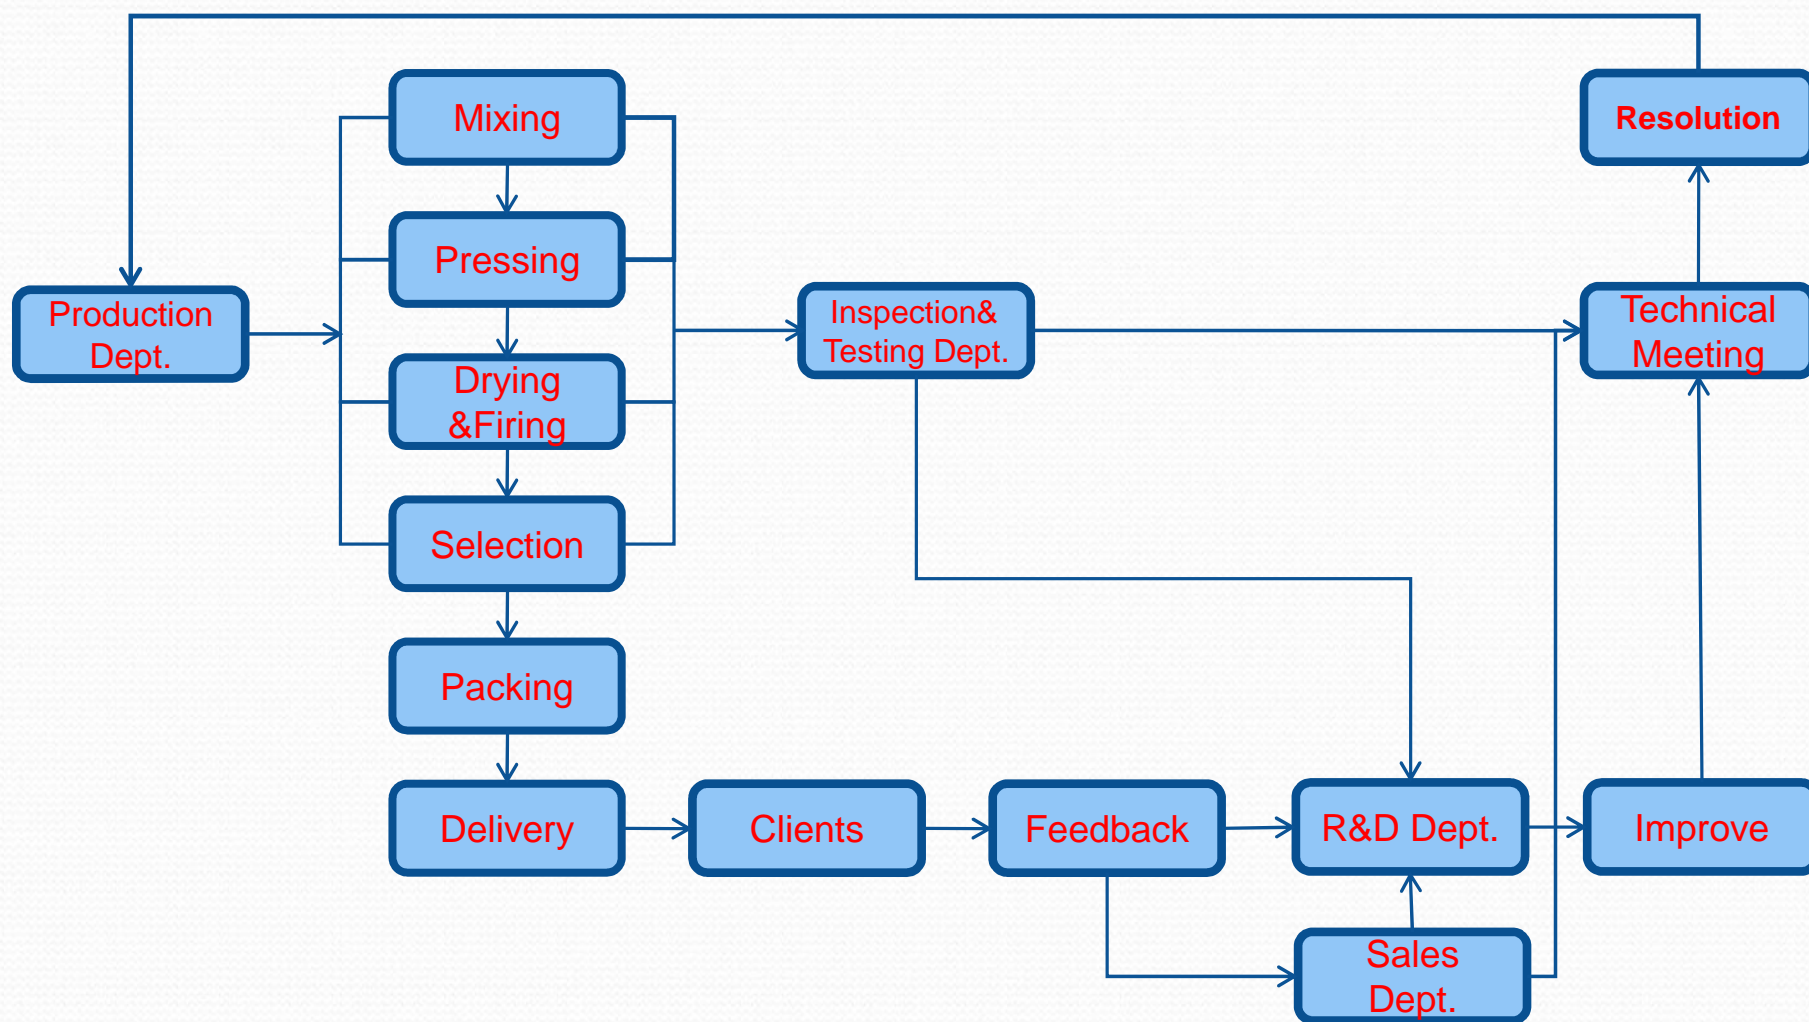 Mixing
Resolution
Pressing
Production
Dept.
Inspection&
Testing Dept.
Technical
Meeting
Drying
&Firing
Selection
Packing
Delivery
Clients
Feedback
R&D Dept.
Improve
Sales
Dept.